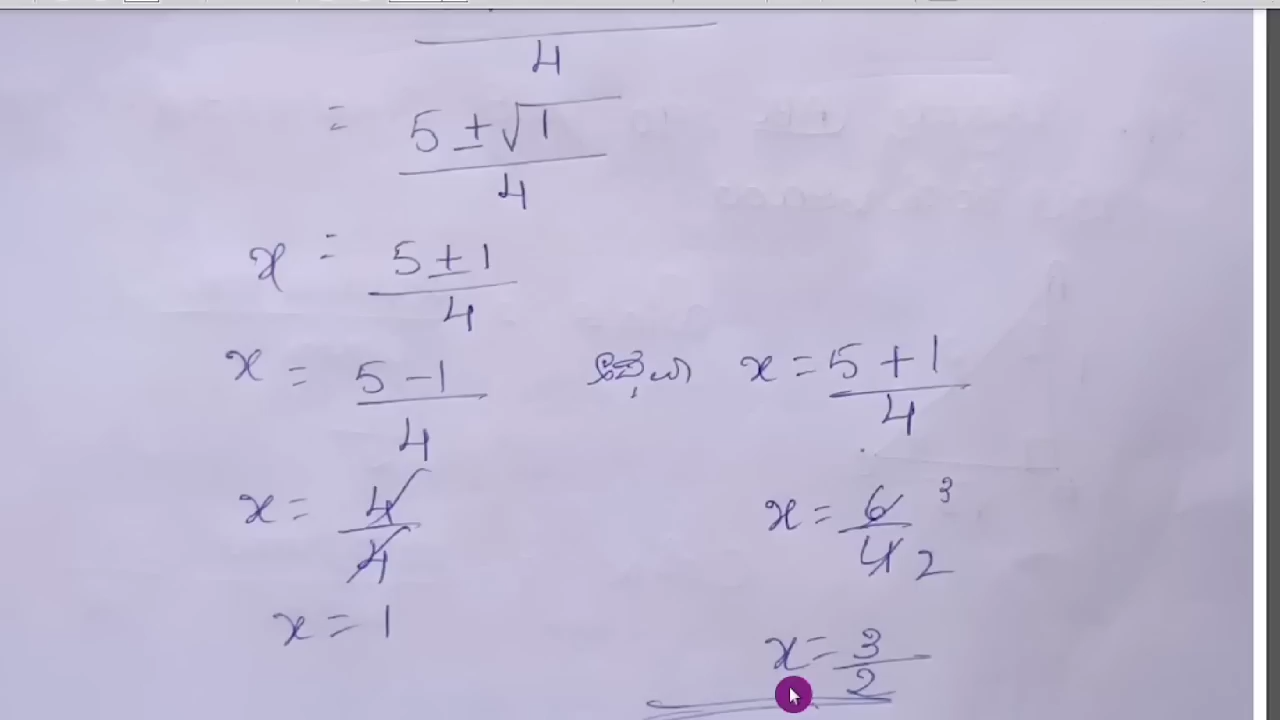 4
= 5 ± √1
4
x = 5 ± 1
4
x = 5 - 1 ಅಥವಾ x = 5 + 1
4 4
x = 4 x = 6 3
4 4 2
x = 1
x = 3
2